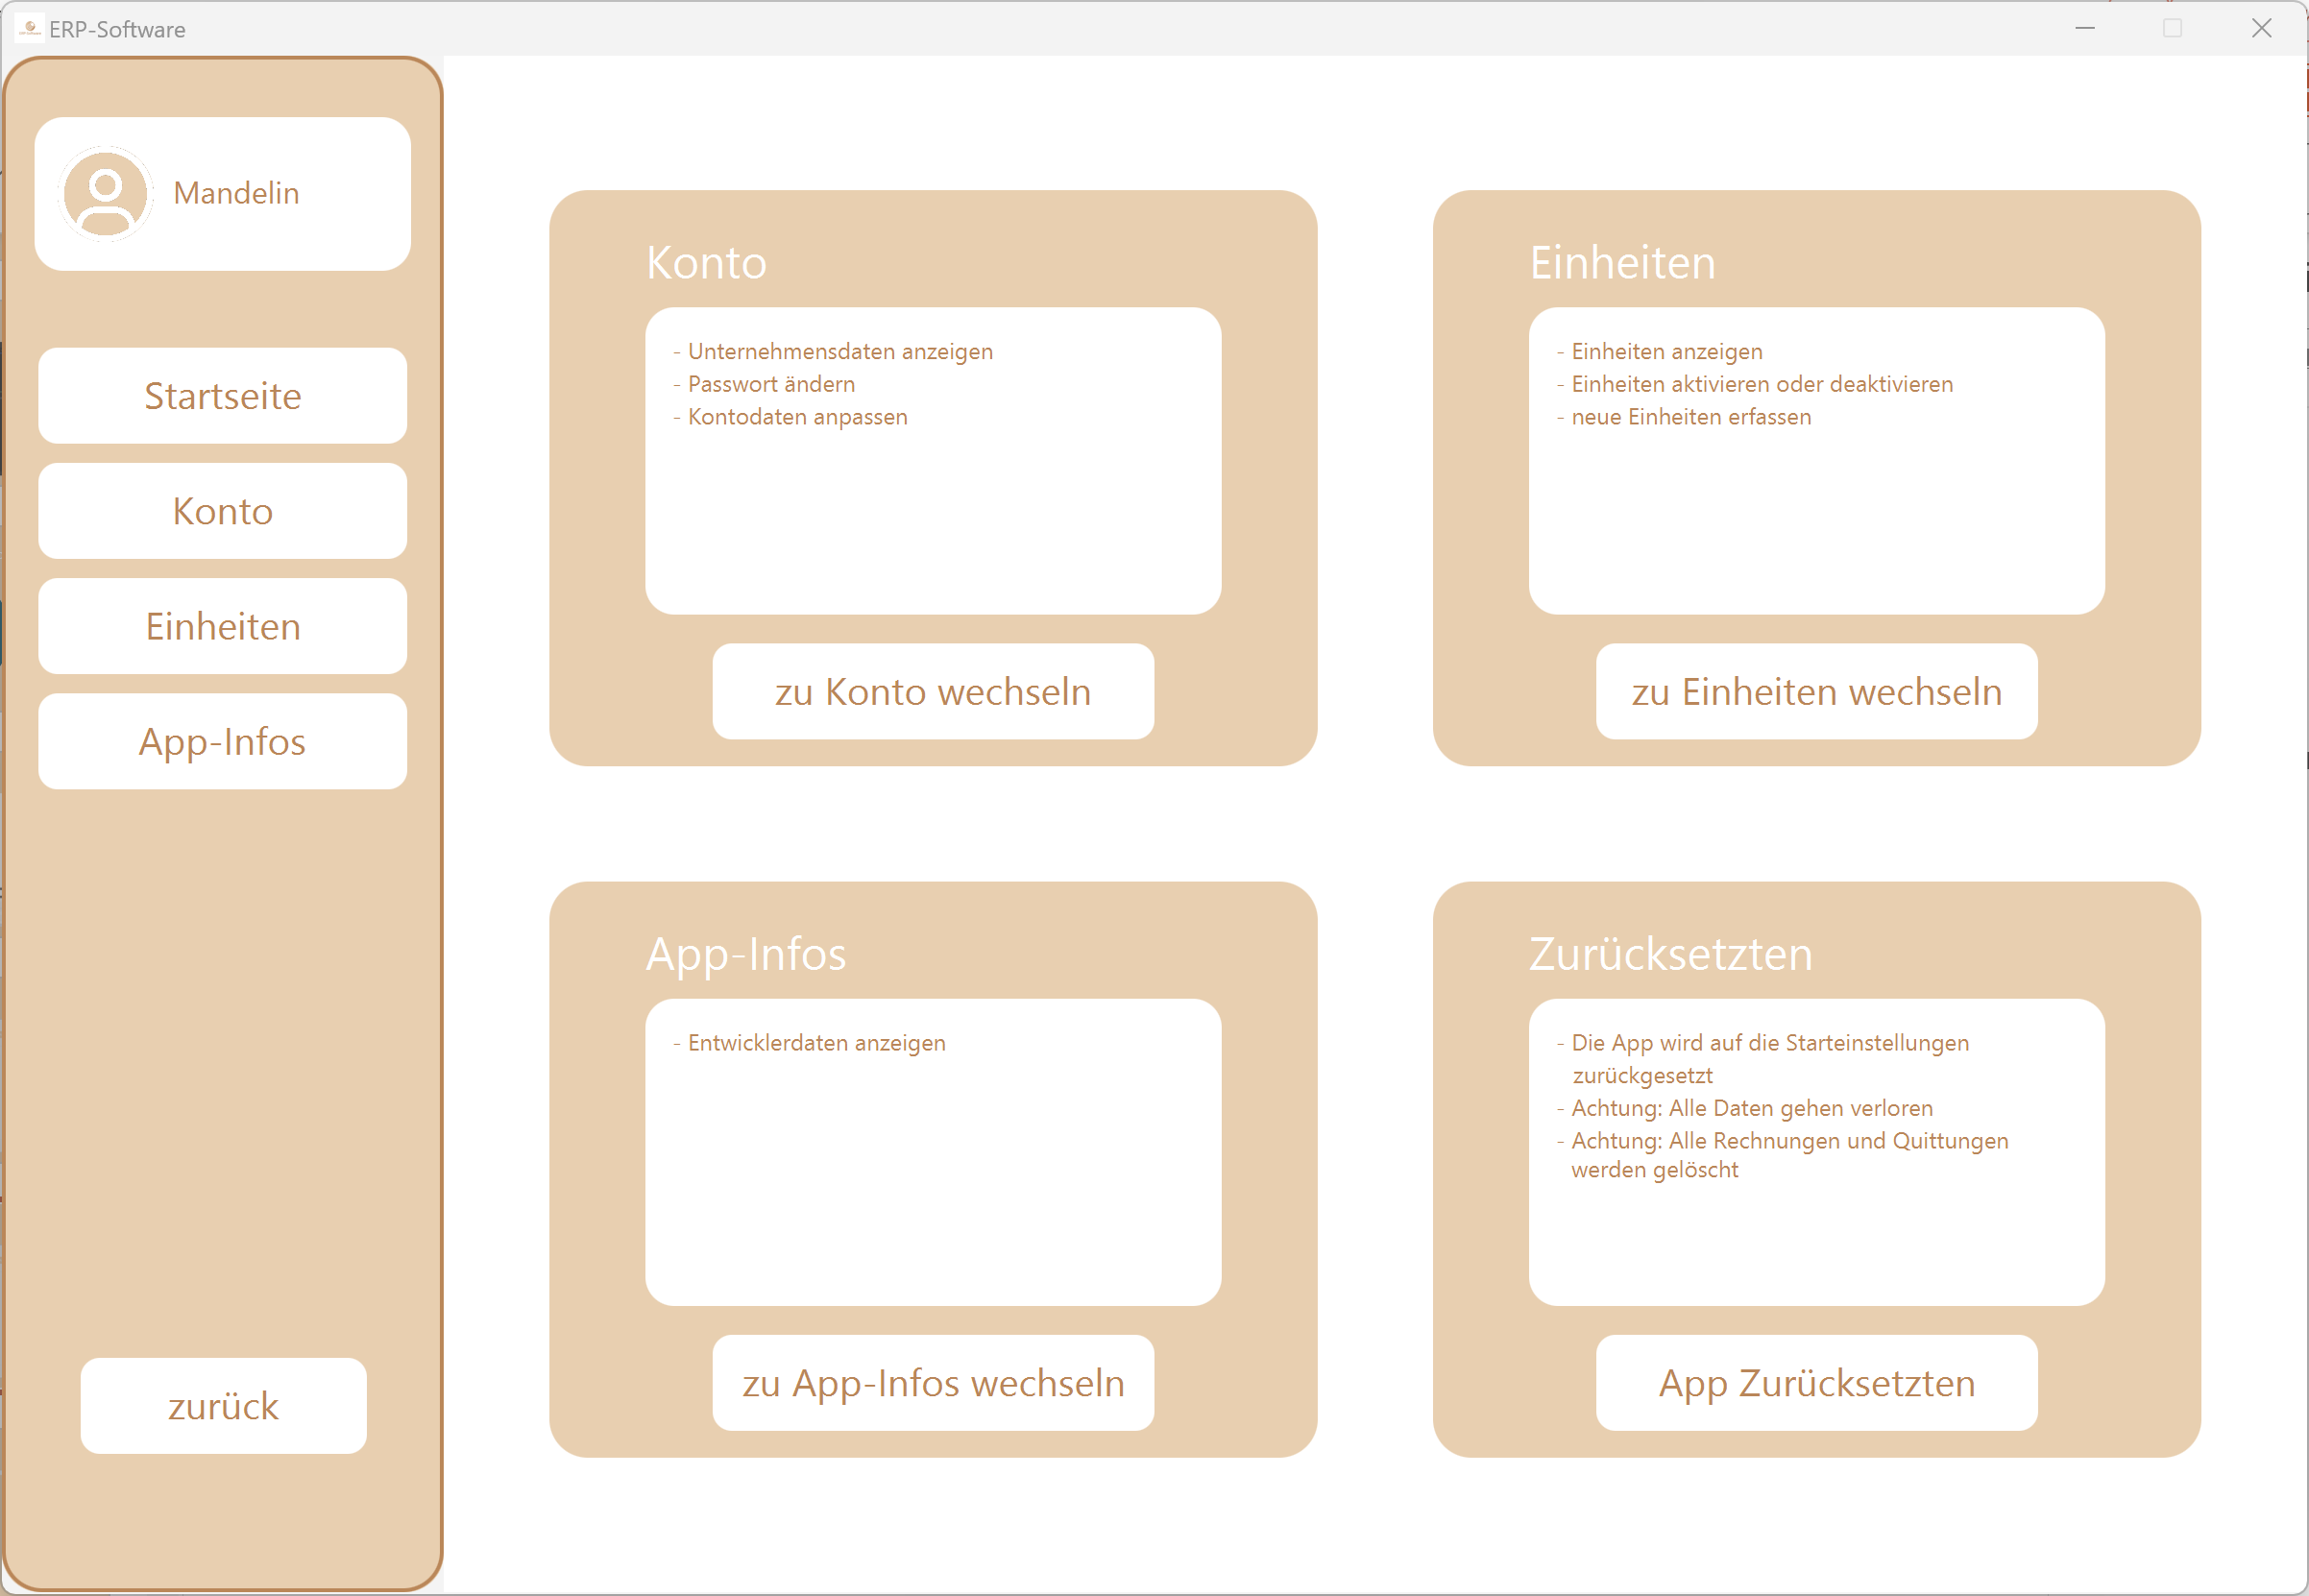 ERP-Software
Mandelin
Startseite
Konto
Einheiten
App-Infos
zurück
Konto
- Unternehmensdaten anzeigen
- Passwort ändern
- Kontodaten anpassen
zu Konto wechseln
Einheiten
- Einheiten anzeigen
- Einheiten aktivieren oder deaktivieren
- neue Einheiten erfassen
zu Einheiten wechseln
App-Infos
- Entwicklerdaten anzeigen
zu App-Infos wechseln
Zurücksetzten
- Die App wird auf die Starteinstellungen
zurückgesetzt
- Achtung: Alle Daten gehen verloren
- Achtung: Alle Rechnungen und Quittungen
werden gelöscht
App Zurücksetzten